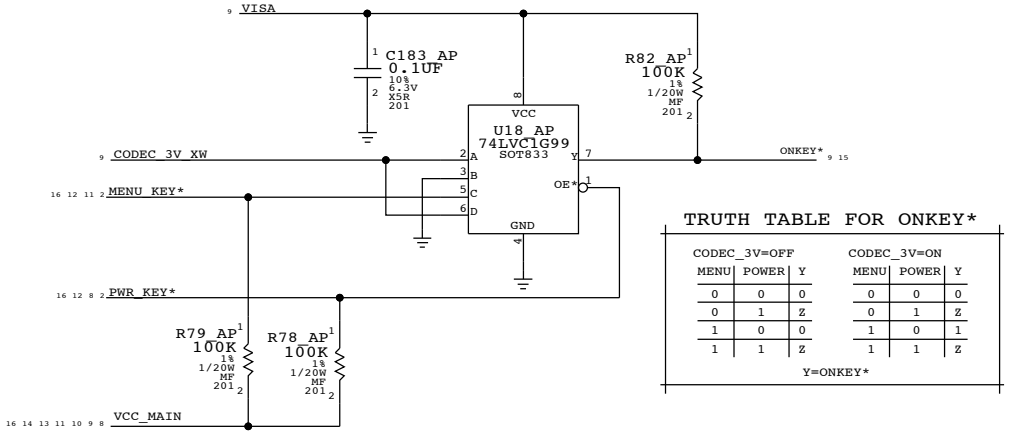 9 VISA
1 C183_AP
0.1UF
10%
2 6.3V
X5R
201
R82_AP 1
100K
1%
1/20W
MF
201 2
8
VCC
U18_AP
74LVC1G99
SOT833
9 CODEC_3V_XW
2 A
3 B
16 12 11 2 MENU_KEY*
5 C
6 D
Y 7
OE* 1
GND
4
ONKEY* 9 15
16 12 8 2 PWR_KEY*
R79_AP 1
100K
1%
1/20W
MF
201 2
R78_AP 1
100K
1%
1/20W
MF
201 2
16 14 13 11 10 9 8 VCC_MAIN
TRUTH TABLE FOR ONKEY*
CODEC_3V=OFF CODEC_3V=ON
MENU POWER Y MENU POWER Y
0 0 0 0 0 0
0 1 Z 0 1 Z
1 0 0 1 0 1
1 1 Z 1 1 Z
Y=ONKEY*